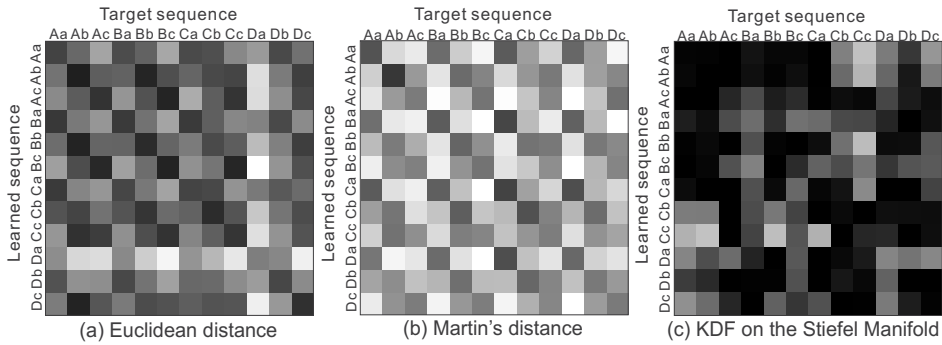 Target sequence
Aa Ab Ac Ba Bb Bc Ca Cb Cc Da Db Dc
Learned sequence
Aa
Ab
Ac
Ba
Bb
Bc
Ca
Cb
Cc
Da
Db
Dc
(a) Euclidean distance
Target sequence
Aa Ab Ac Ba Bb Bc Ca Cb Cc Da Db Dc
Learned sequence
Aa
Ab
Ac
Ba
Bb
Bc
Ca
Cb
Cc
Da
Db
Dc
(b) Martin's distance
Target sequence
Aa Ab Ac Ba Bb Bc Ca Cb Cc Da Db Dc
Learned sequence
Aa
Ab
Ac
Ba
Bb
Bc
Ca
Cb
Cc
Da
Db
Dc
(c) KDF on the Stiefel Manifold